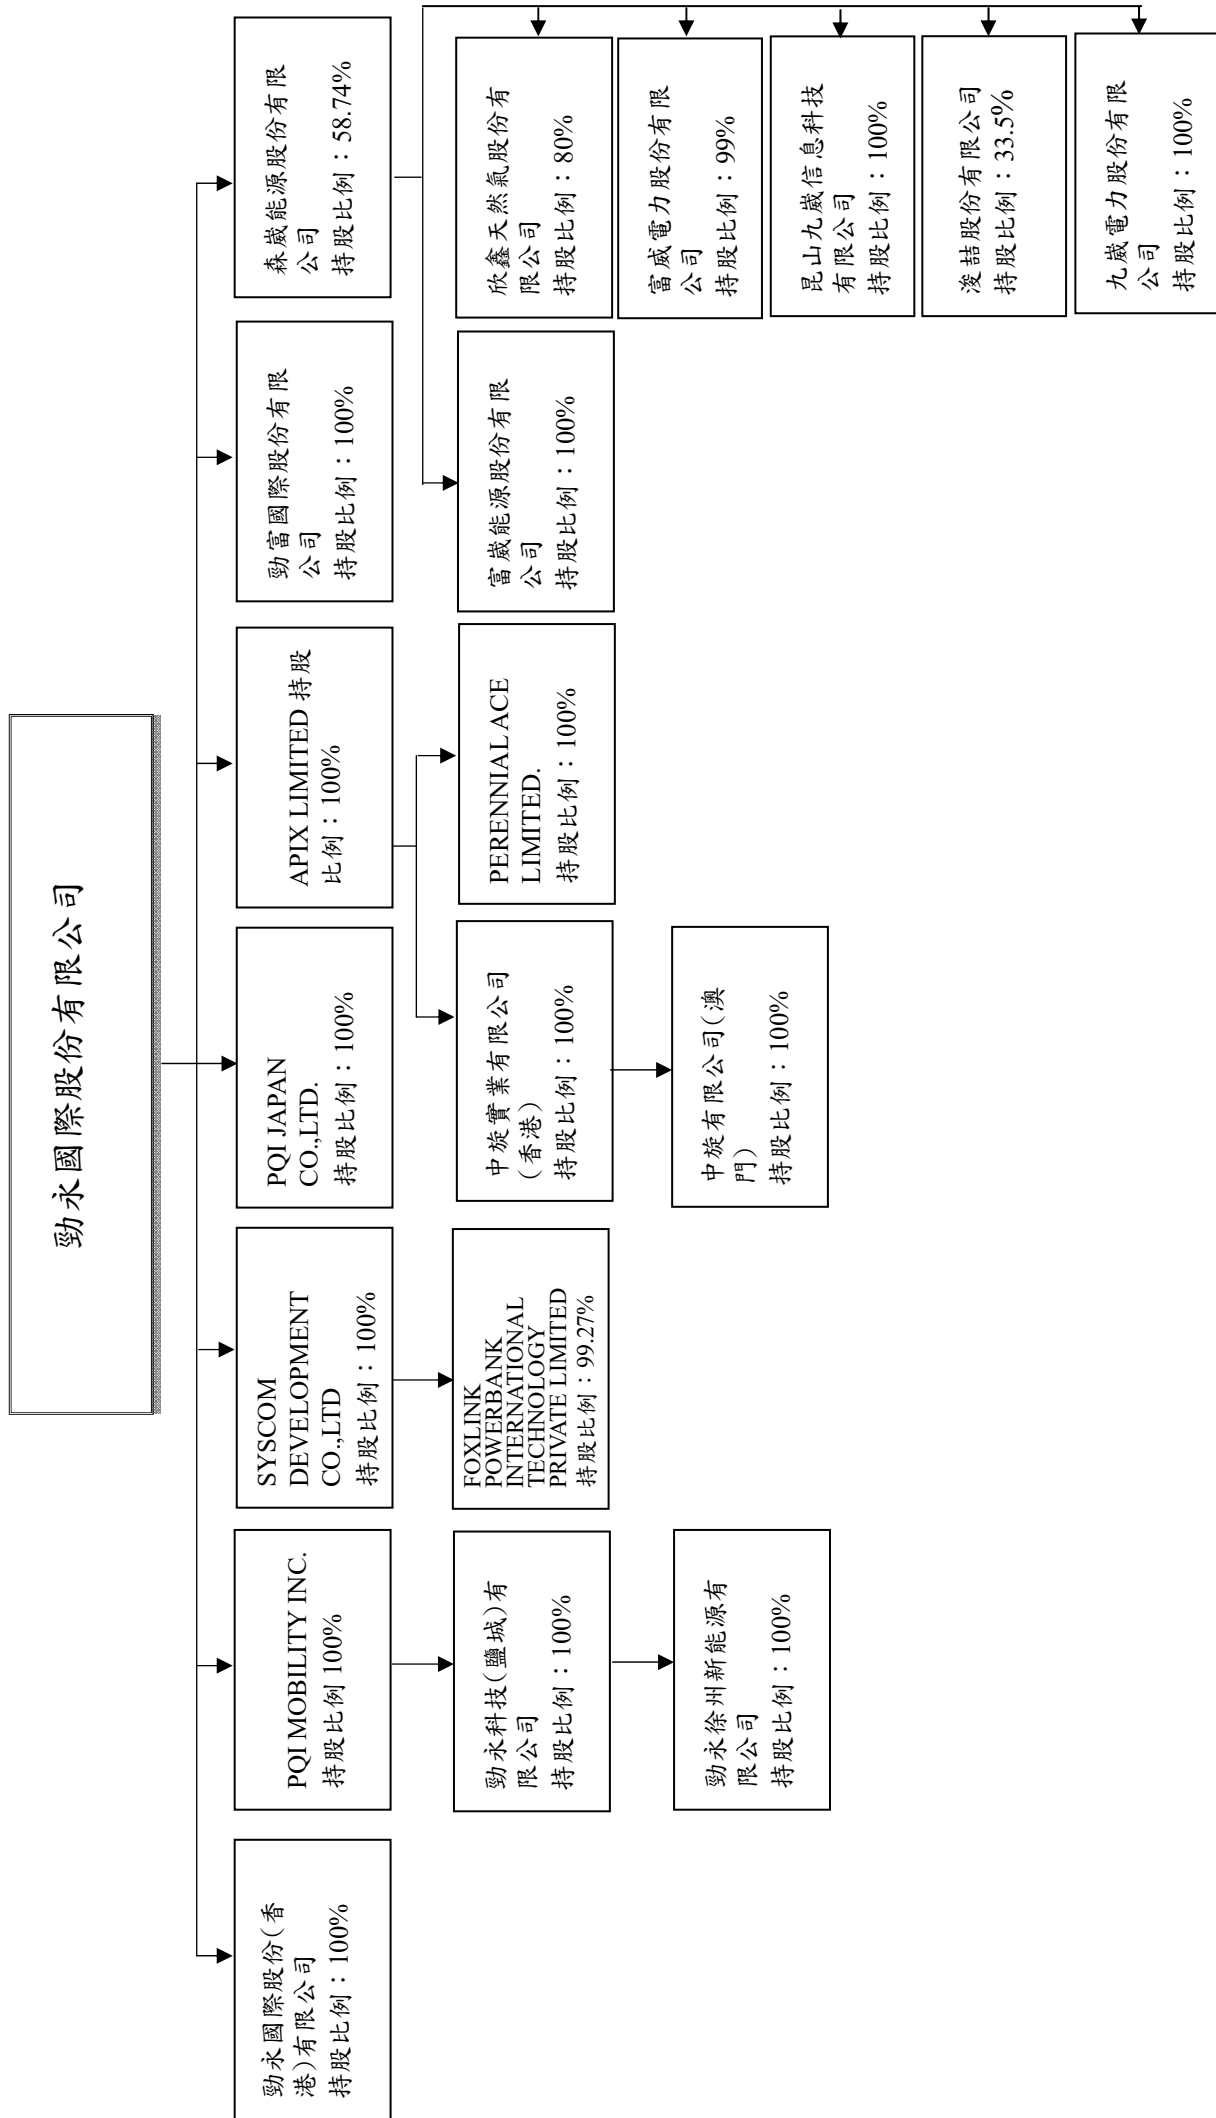 勁永國際股份有限公司
勁永國際股份(香
港)有限公司
持股比例：100%
PQI MOBILITY INC.
持股比例 100%
SYSCOM
DEVELOPMENT
CO.,LTD
持股比例：100%
PQI JAPAN
CO.,LTD.
持股比例：100%
APIX LIMITED 持股
比例：100%
勁富國際股份有限
公司
持股比例：100%
森崴能源股份有限
公司
持股比例：58.74%
勁永科技(鹽城)有
限公司
持股比例：100%
FOXLINK
POWERBANK
INTERNATIONAL
TECHNOLOGY
PRIVATE LIMITED
持股比例：99.27%
中旋實業有限公司
(香港)
持股比例：100%
PERENNIAL ACE
LIMITED.
持股比例：100%
富崴能源股份有限
公司
持股比例：100%
欣鑫天然氣股份有
限公司
持股比例：80%
富威電力股份有限
公司
持股比例：99%
昆山九崴信息科技
有限公司
持股比例：100%
浚喆股份有限公司
持股比例：33.5%
九崴電力股份有限
公司
持股比例：100%
勁永徐州新能源有
限公司
持股比例：100%
中旋有限公司(澳
門)
持股比例：100%